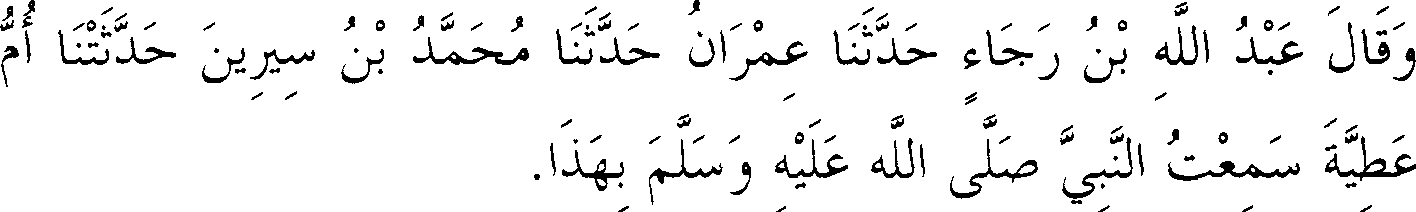 وَقَالَ عَبْدُ اللَّهِ بْنُ رَجَاءٍ حَدَّثَنَا عِمْرَانُ حَدَّثَنَا مُحَمَّدُ بْنُ سِيرِينَ حَدَّثَتْنَا أُمُّ
عَطِيَّةَ سَمِعْتُ النَّبِيَّ صَلَّى اللَّه عَلَيْهِ وَسَلَّمَ بِهَذَا.